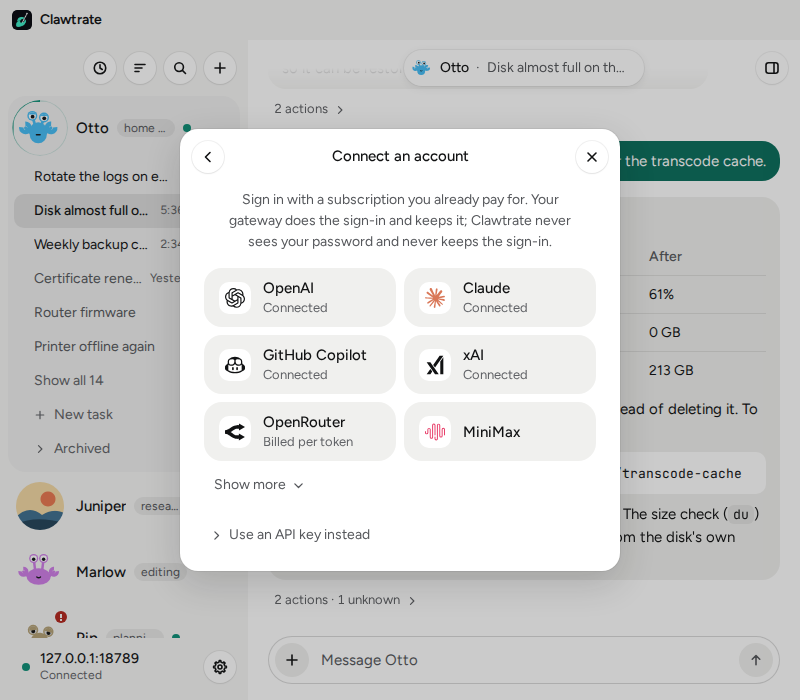 Clawtrate
Otto · Disk almost full on th...
2 actions
Otto home ...
Rotate the logs on e...
Disk almost full o... 5:36
Weekly backup c... 2:34
Certificate rene... Yeste
Router firmware
Printer offline again
Show all 14
+ New task
Archived
Juniper resea...
Marlow editing
Pip planni...
127.0.0.1:18789
Connected
the transcode cache.
After
61%
0 GB
213 GB
ead of deleting it. To
/transcode-cache
The size check ( du )
om the disk's own
2 actions · 1 unknown
Message Otto
Connect an account
Sign in with a subscription you already pay for. Your
gateway does the sign-in and keeps it; Clawtrate never
sees your password and never keeps the sign-in.
OpenAI
Connected
Claude
Connected
GitHub Copilot
Connected
xAI
Connected
OpenRouter
Billed per token
MiniMax
Show more
Use an API key instead